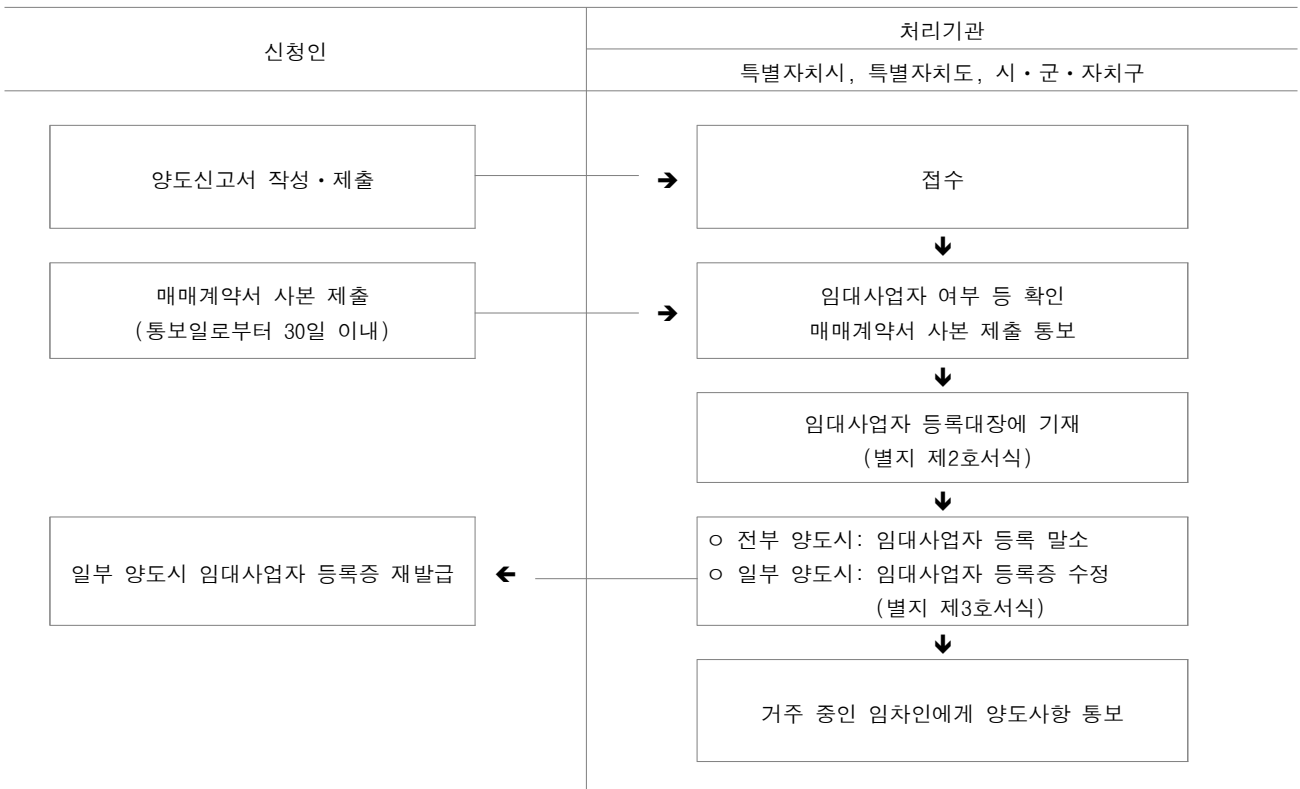 신청인
처리기관
특별자치시, 특별자치도, 시・군・자치구
양도신고서 작성・제출
접수
매매계약서 사본 제출
(통보일로부터 30일 이내)
임대사업자 여부 등 확인
매매계약서 사본 제출 통보
임대사업자 등록대장에 기재
(별지 제2호서식)
일부 양도시 임대사업자 등록증 재발급
ㅇ 전부 양도시: 임대사업자 등록 말소
ㅇ 일부 양도시: 임대사업자 등록증 수정
(별지 제3호서식)
거주 중인 임차인에게 양도사항 통보